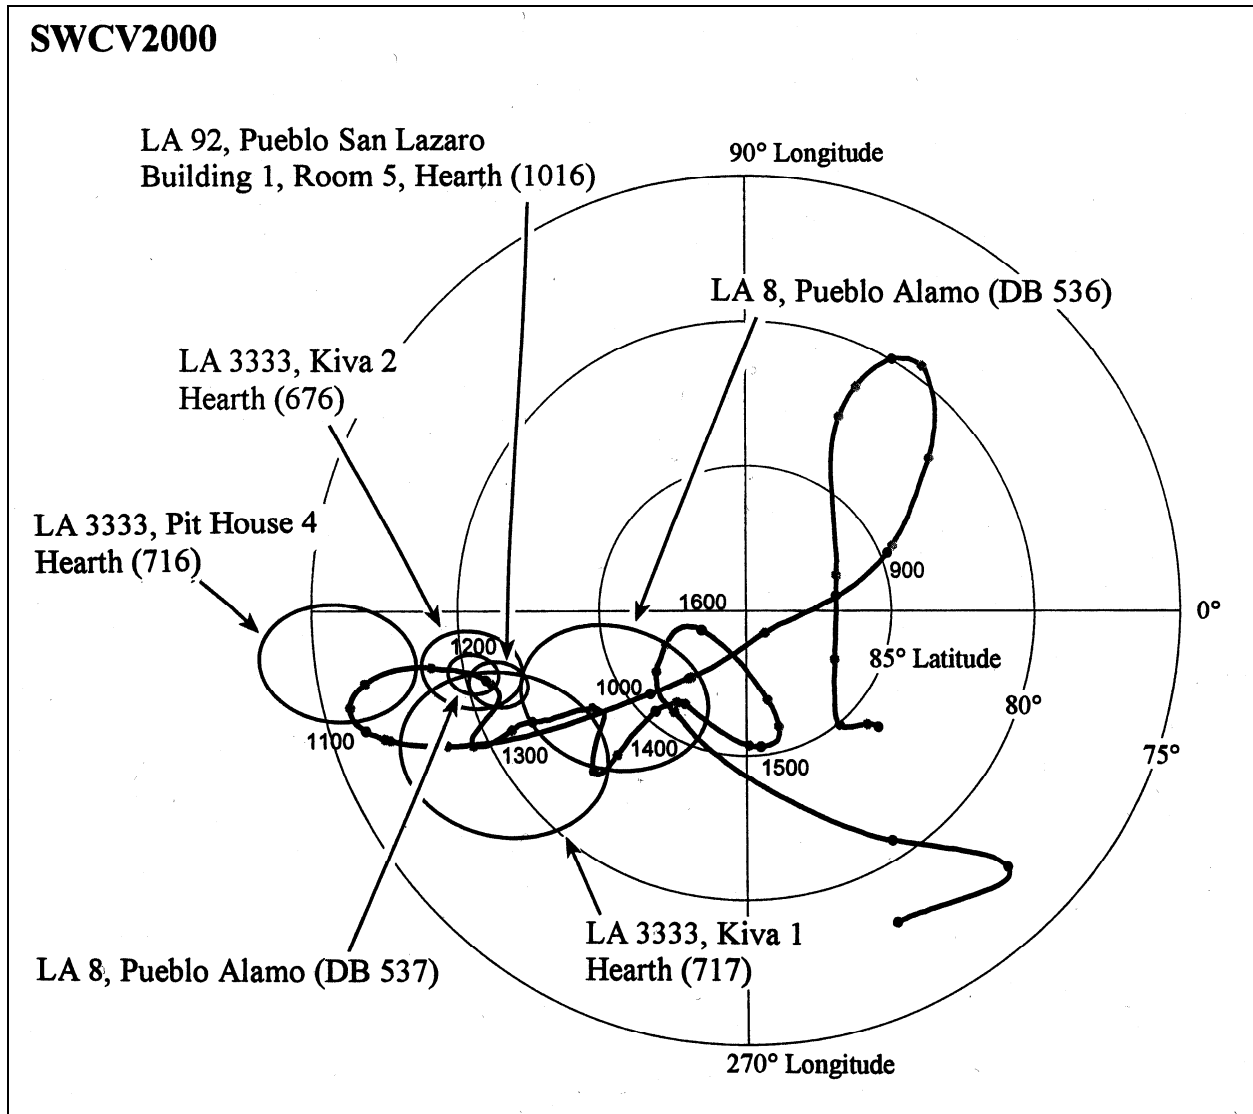 SWCV2000
LA 92, Pueblo San Lazaro
Building 1, Room 5, Hearth (1016)
90° Longitude
LA 8, Pueblo Alamo (DB 536)
LA 3333, Kiva 2
Hearth (676)
LA 3333, Pit House 4
Hearth (716)
900
1600
0°
1200
85° Latitude
1000
80°
1100
1300
1400
1500
75°
LA 3333, Kiva 1
Hearth (717)
LA 8, Pueblo Alamo (DB 537)
270° Longitude